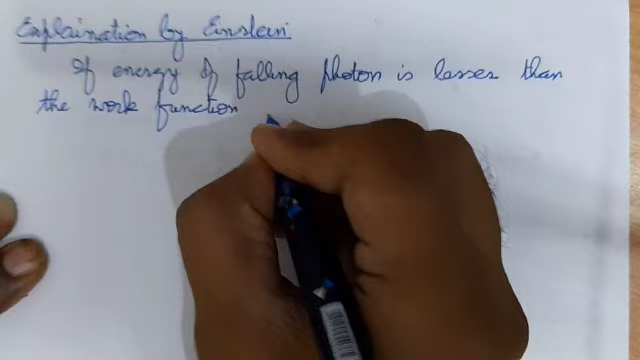 Explaination by Einstein
If energy of falling photon is lesser than
the work function